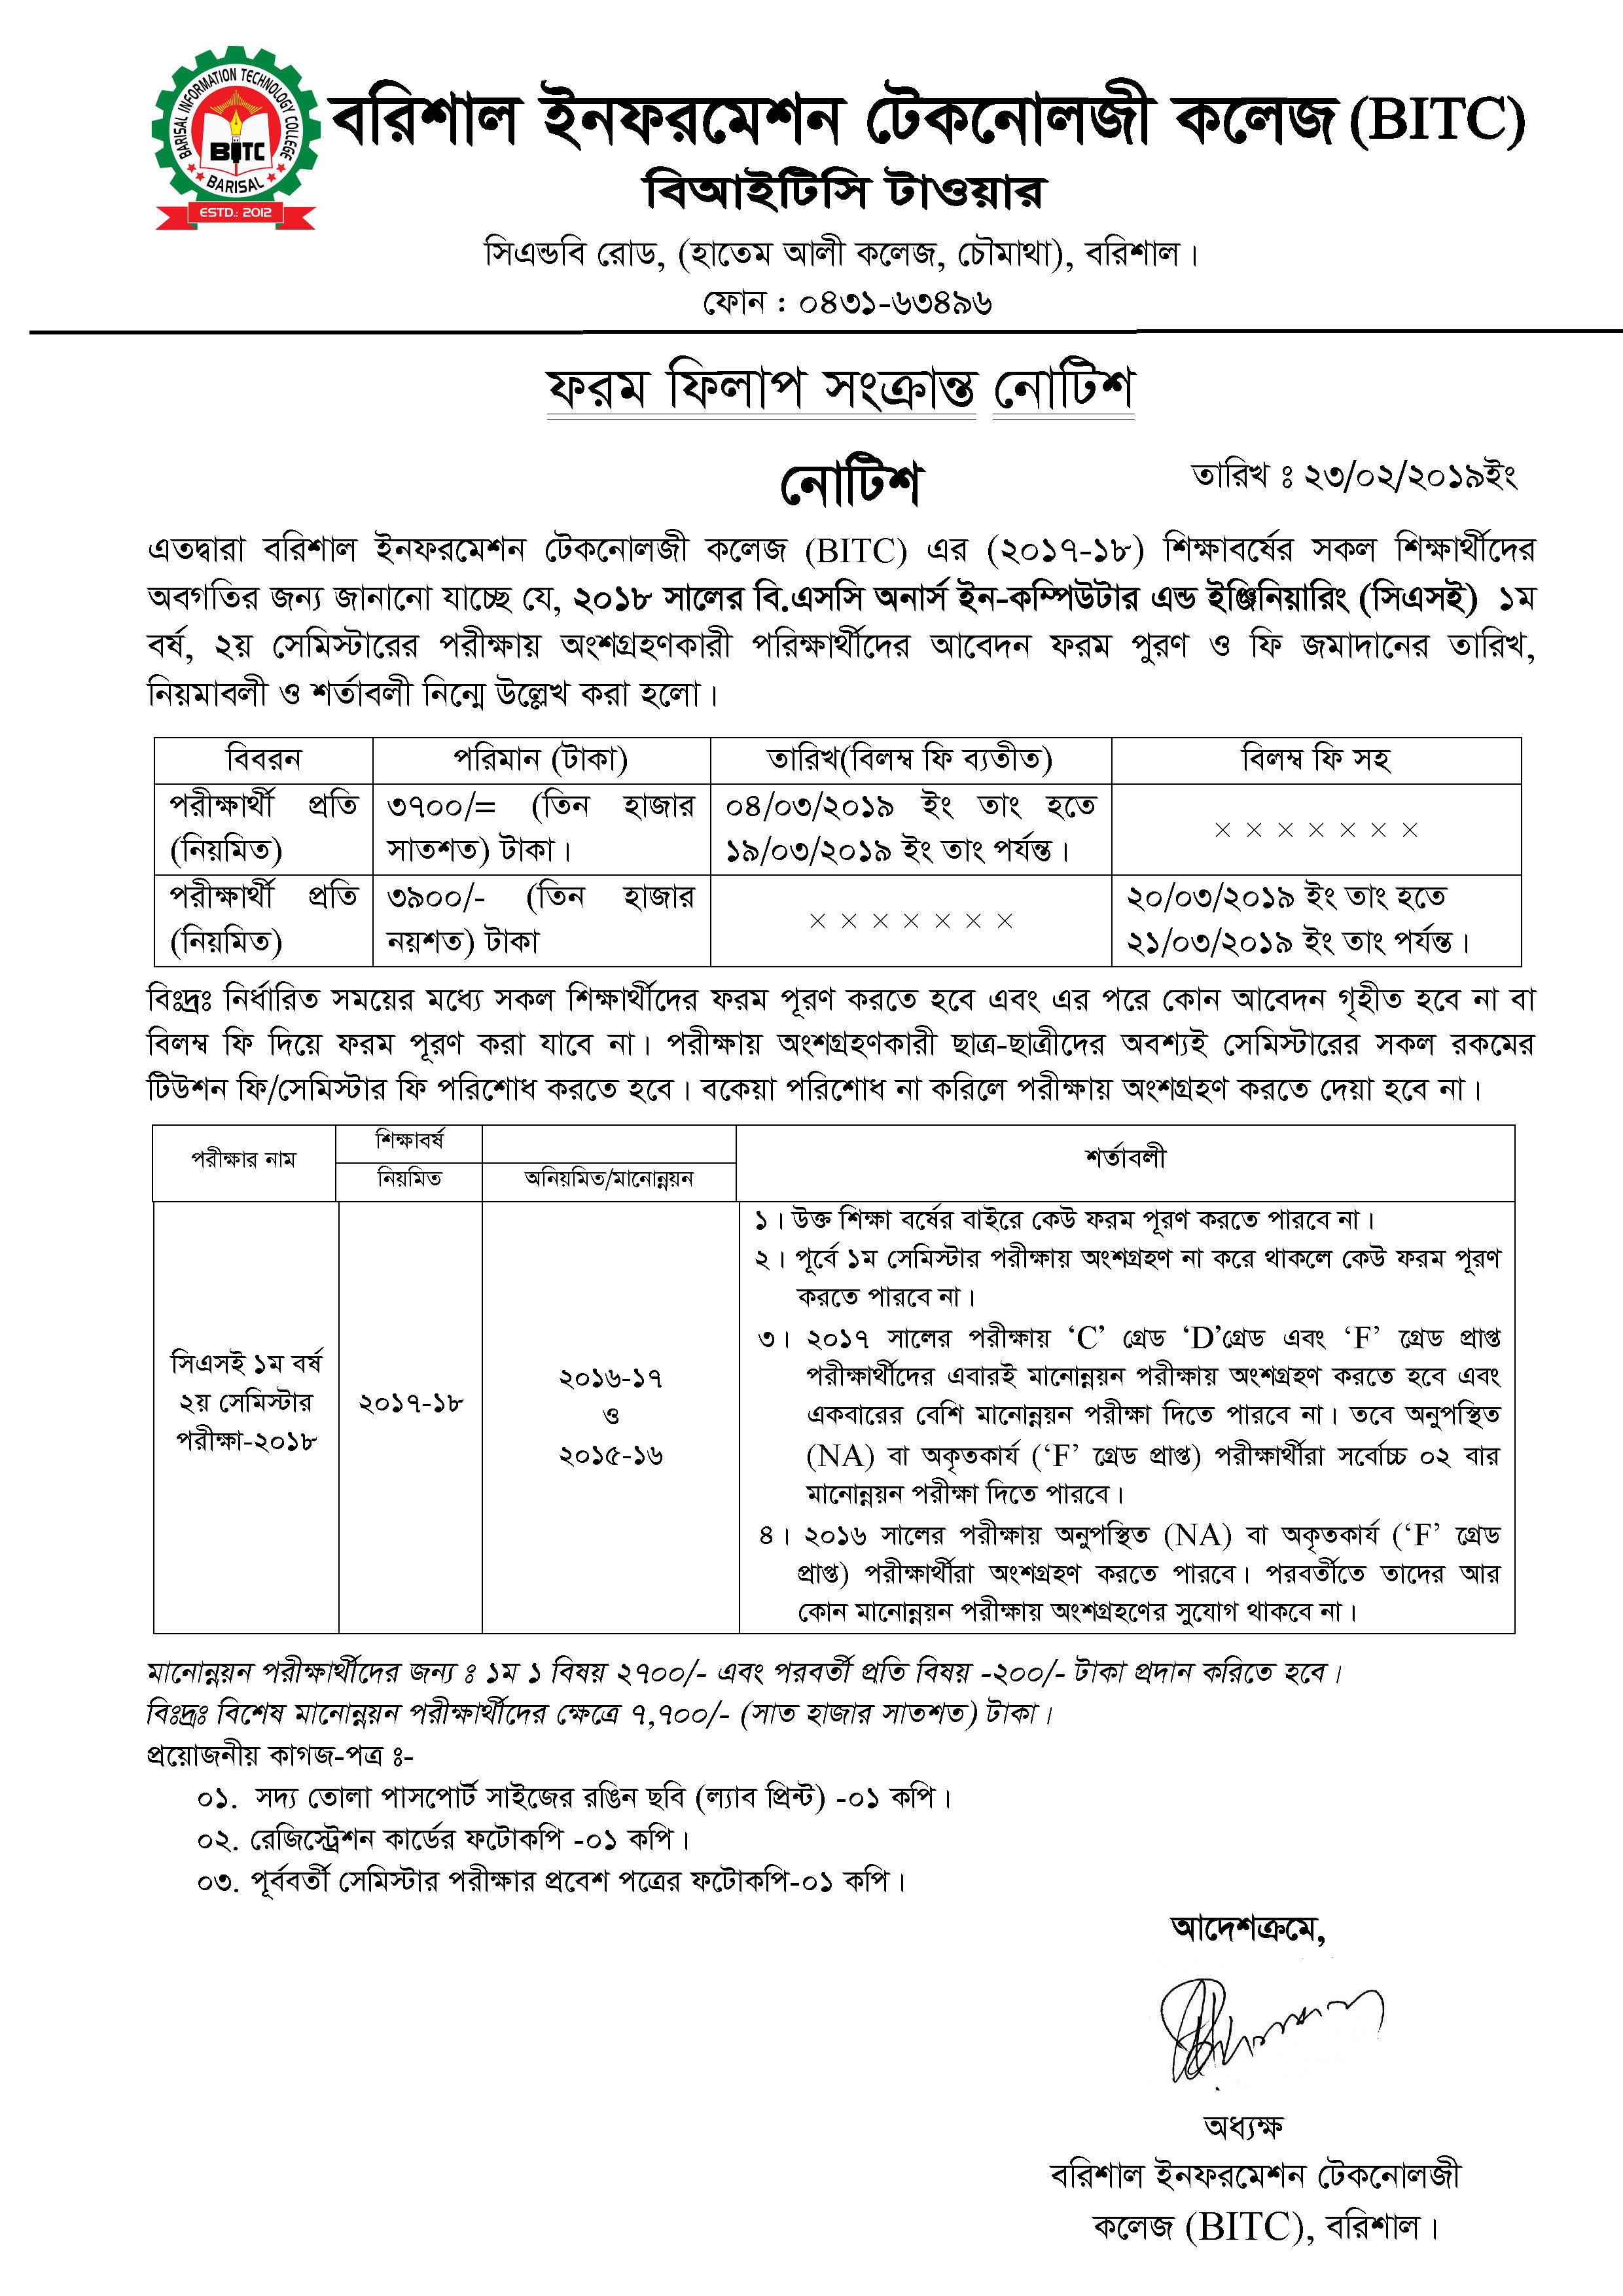 BARISAL INFORMATION TECHNOLOGY COLLEGE
BITC
BARISAL
ESTD.: 2012
বরিশাল ইনফরমেশন টেকনোলজী কলেজ (BITC)
বিআইটিসি টাওয়ার
সিএন্ডবি রোড, (হাতেম আলী কলেজ, চৌমাথা), বরিশাল।
ফোন : ০৪৩১-৬৩৪৯৬
ফরম ফিলাপ সংক্রান্ত নোটিশ
নোটিশ
তারিখ ঃ ২৩/০২/২০১৯ইং
এতদ্বারা বরিশাল ইনফরমেশন টেকনোলজী কলেজ (BITC) এর (২০১৭-১৮) শিক্ষাবর্ষের সকল শিক্ষার্থীদের
অবগতির জন্য জানানো যাচ্ছে যে, ২০১৮ সালের বি.এসসি অনার্স ইন-কম্পিউটার এন্ড ইঞ্জিনিয়ারিং (সিএসই) ১ম
বর্ষ, ২য় সেমিস্টারের পরীক্ষায় অংশগ্রহণকারী পরিক্ষার্থীদের আবেদন ফরম পুরণ ও ফি জমাদানের তারিখ,
নিয়মাবলী ও শর্তাবলী নিম্নে উল্লেখ করা হলো।
বিবরন পরিমান (টাকা) তারিখ(বিলম্ব ফি ব্যতীত) বিলম্ব ফি সহ
পরীক্ষার্থী প্রতি ৩৭০০/= (তিন হাজার ০৪/০৩/২০১৯ ইং তাং হতে × × × × × × ×
(নিয়মিত) সাতশত) টাকা। ১৯/০৩/২০১৯ ইং তাং পর্যন্ত।
পরীক্ষার্থী প্রতি ৩৯০০/- (তিন হাজার × × × × × × × ২০/০৩/২০১৯ ইং তাং হতে
(নিয়মিত) নয়শত) টাকা ২১/০৩/২০১৯ ইং তাং পর্যন্ত।
বিঃদ্রঃ নির্ধারিত সময়ের মধ্যে সকল শিক্ষার্থীদের ফরম পূরণ করতে হবে এবং এর পরে কোন আবেদন গৃহীত হবে না বা
বিলম্ব ফি দিয়ে ফরম পূরণ করা যাবে না। পরীক্ষায় অংশগ্রহণকারী ছাত্র-ছাত্রীদের অবশ্যই সেমিস্টারের সকল রকমের
টিউশন ফি/সেমিস্টার ফি পরিশোধ করতে হবে। বকেয়া পরিশোধ না করিলে পরীক্ষায় অংশগ্রহণ করতে দেয়া হবে না।
পরীক্ষার নাম শিক্ষাবর্ষ শর্তাবলী
নিয়মিত অনিয়মিত/মানোন্নয়ন
সিএসই ১ম বর্ষ
২য় সেমিস্টার
পরীক্ষা-২০১৮
২০১৭-১৮
২০১৬-১৭
ও
২০১৫-১৬
১। উক্ত শিক্ষা বর্ষের বাইরে কেউ ফরম পূরণ করতে পারবে না।
২। পূর্বে ১ম সেমিস্টার পরীক্ষায় অংশগ্রহণ না করে থাকলে কেউ ফরম পূরণ
করতে পারবে না।
৩। ২০১৭ সালের পরীক্ষায় ‘C’ গ্রেড ‘D’গ্রেড এবং ‘F’ গ্রেড প্রাপ্ত
পরীক্ষার্থীদের এবারই মানোন্নয়ন পরীক্ষায় অংশগ্রহণ করতে হবে এবং
একবারের বেশি মানোন্নয়ন পরীক্ষা দিতে পারবে না। তবে অনুপস্থিত
(NA) বা অকৃতকার্য (‘F’ গ্রেড প্রাপ্ত) পরীক্ষার্থীরা সর্বোচ্চ ০২ বার
মানোন্নয়ন পরীক্ষা দিতে পারবে।
৪। ২০১৬ সালের পরীক্ষায় অনুপস্থিত (NA) বা অকৃতকার্য (‘F’ গ্রেড
প্রাপ্ত) পরীক্ষার্থীরা অংশগ্রহণ করতে পারবে। পরবর্তীতে তাদের আর
কোন মানোন্নয়ন পরীক্ষায় অংশগ্রহণের সুযোগ থাকবে না।
মানোন্নয়ন পরীক্ষার্থীদের জন্য ঃ ১ম ১ বিষয় ২৭০০/- এবং পরবর্তী প্রতি বিষয় -২০০/- টাকা প্রদান করিতে হবে।
বিঃদ্রঃ বিশেষ মানোন্নয়ন পরীক্ষার্থীদের ক্ষেত্রে ৭,৭০০/- (সাত হাজার সাতশত) টাকা।
প্রয়োজনীয় কাগজ-পত্র ঃ-
০১. সদ্য তোলা পাসপোর্ট সাইজের রঙিন ছবি (ল্যাব প্রিন্ট) -০১ কপি।
০২. রেজিস্ট্রেশন কার্ডের ফটোকপি -০১ কপি।
০৩. পূর্ববর্তী সেমিস্টার পরীক্ষার প্রবেশ পত্রের ফটোকপি-০১ কপি।
আদেশক্রমে,
অধ্যক্ষ
বরিশাল ইনফরমেশন টেকনোলজী
কলেজ (BITC), বরিশাল।